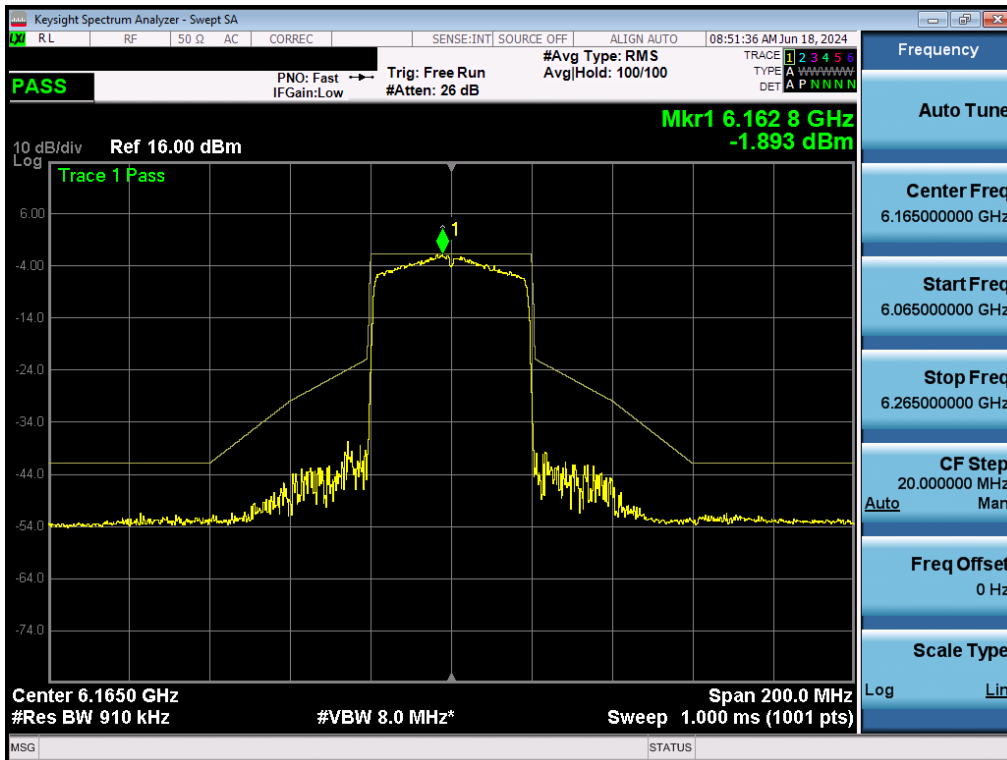 Keysight Spectrum Analyzer - Swept SA
LXI RL RF 50 Ω AC CORREC SENSE:INT SOURCE OFF ALIGN AUTO 08:51:36 AM Jun 18, 2024
PASS
PNO: Fast
IFGain:Low
Trig: Free Run
#Atten: 26 dB
#Avg Type: RMS
Avg|Hold: 100/100
TRACE 1 2 3 4 5 6
TYPE A WWWWW
DET A P N N N N
Mkr1 6.162 8 GHz
-1.893 dBm
10 dB/div Ref 16.00 dBm
Log
Trace 1 Pass
1
6.00
-4.00
-14.0
-24.0
-34.0
-44.0
-54.0
-64.0
-74.0
Center 6.1650 GHz Span 200.0 MHz
#Res BW 910 kHz #VBW 8.0 MHz* Sweep 1.000 ms (1001 pts)
MSG STATUS
Frequency
Auto Tune
Center Freq
6.165000000 GHz
Start Freq
6.065000000 GHz
Stop Freq
6.265000000 GHz
CF Step
20.000000 MHz
Auto Man
Freq Offset
0 Hz
Scale Type
Log Lin